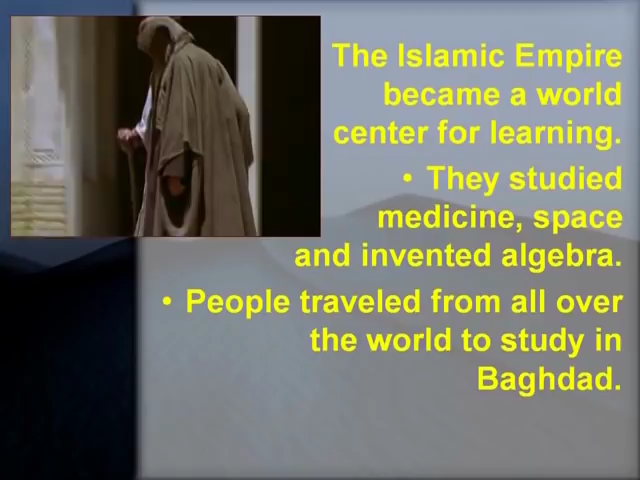 The Islamic Empire
became a world
center for learning.
• They studied
medicine, space
and invented algebra.
• People traveled from all over
the world to study in
Baghdad.